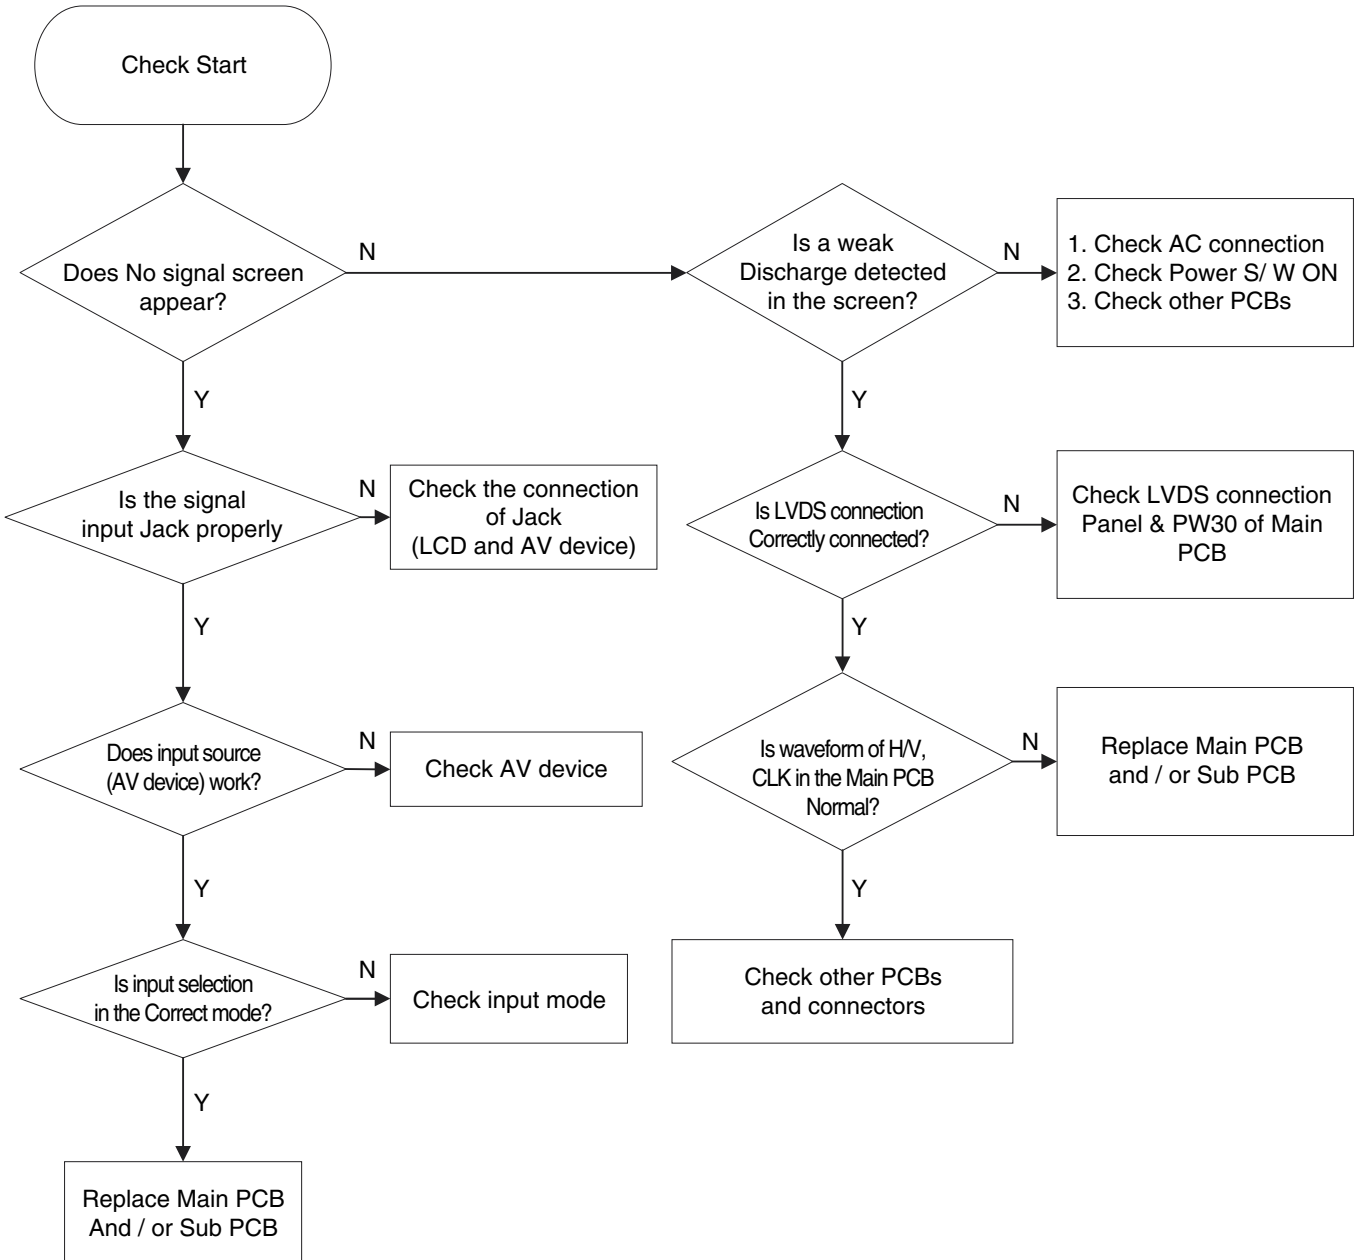 Check Start
Does No signal screen
appear?
N
Y
Is a weak
Discharge detected
in the screen?
N
Y
1. Check AC connection
2. Check Power S/ W ON
3. Check other PCBs
Is the signal
input Jack properly
N
Y
Check the connection
of Jack
(LCD and AV device)
Is LVDS connection
Correctly connected?
N
Y
Check LVDS connection
Panel & PW30 of Main
PCB
Does input source
(AV device) work?
N
Y
Check AV device
Is waveform of H/V,
CLK in the Main PCB
Normal?
N
Y
Replace Main PCB
and / or Sub PCB
Is input selection
in the Correct mode?
N
Y
Check input mode
Check other PCBs
and connectors
Replace Main PCB
And / or Sub PCB